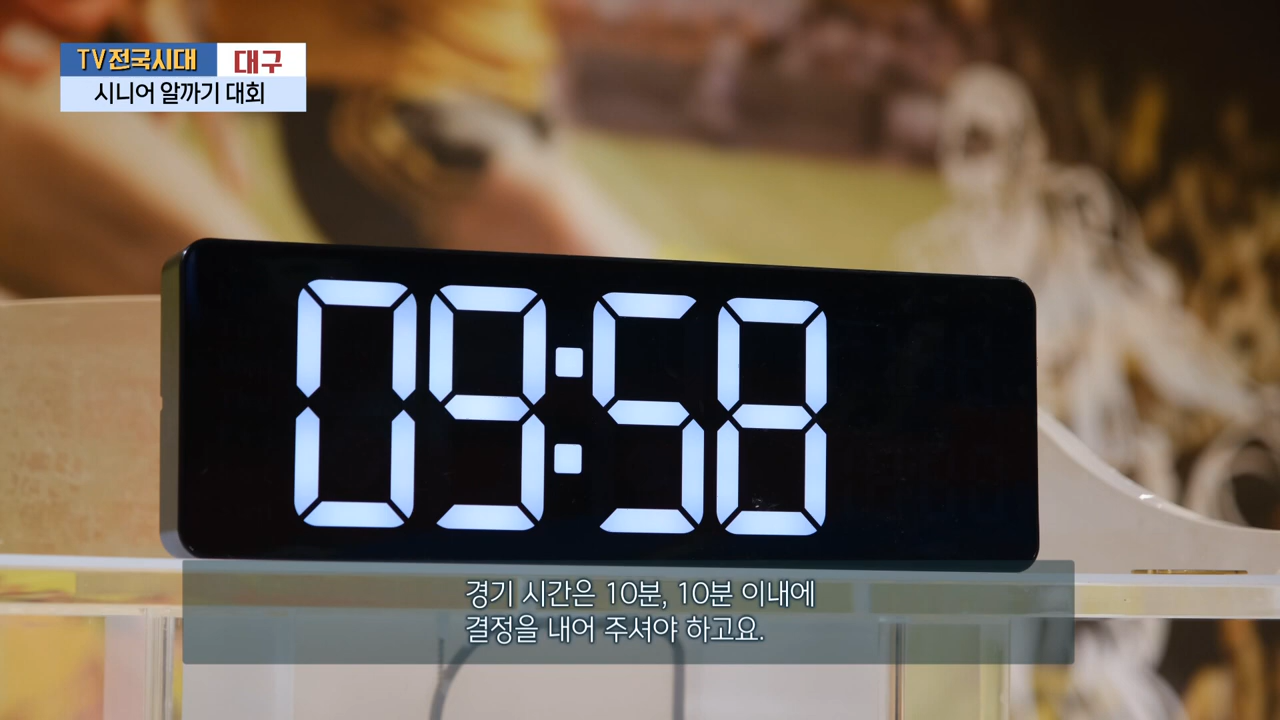 TV전국시대 대구
시니어 알까기 대회
09:58
경기 시간은 10분, 10분 이내에
결정을 내어 주셔야 하고요.